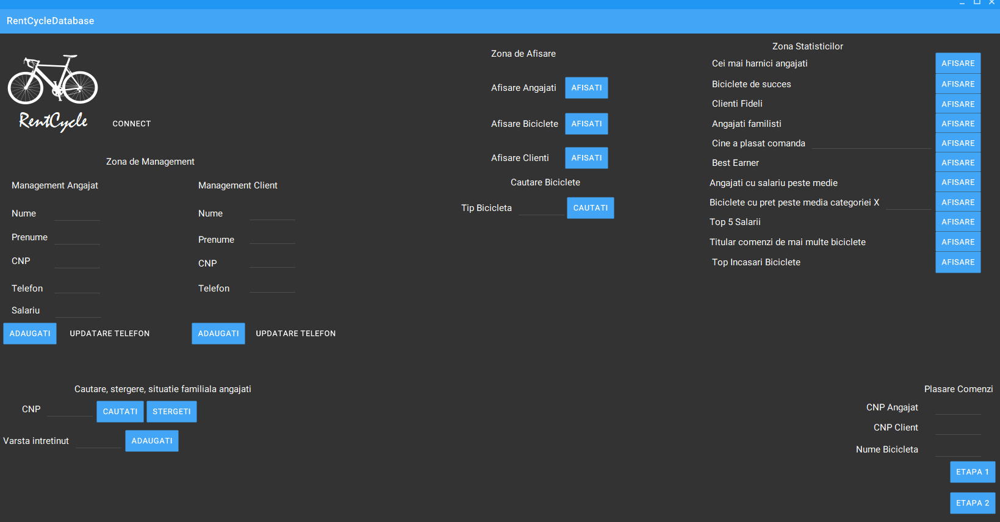 RentCycleDatabase
RentCycle
CONNECT
Zona de Management
Management Angajat
Nume
Prenume
CNP
Telefon
Salariu
ADAUGATI UPDATARE TELEFON
Management Client
Nume
Prenume
CNP
Telefon
ADAUGATI UPDATARE TELEFON
Cautare, stergere, situatie familiala angajati
CNP CAUTATI STERGETI
Varsta intretinut ADAUGATI
Zona de Afisare
Afisare Angajati AFISATI
Afisare Biciclete AFISATI
Afisare Clienti AFISATI
Cautare Biciclete
Tip Bicicleta CAUTATI
Zona Statisticilor
Cei mai harnici angajati AFISARE
Biciclete de succes AFISARE
Clienti Fideli AFISARE
Angajati familisti AFISARE
Cine a plasat comanda AFISARE
Best Earner AFISARE
Angajati cu salariu peste medie AFISARE
Biciclete cu pret peste media categoriei X AFISARE
Top 5 Salarii AFISARE
Titular comenzi de mai multe biciclete AFISARE
Top Incasari Biciclete AFISARE
Plasare Comenzi
CNP Angajat
CNP Client
Nume Bicicleta
ETAPA 1
ETAPA 2